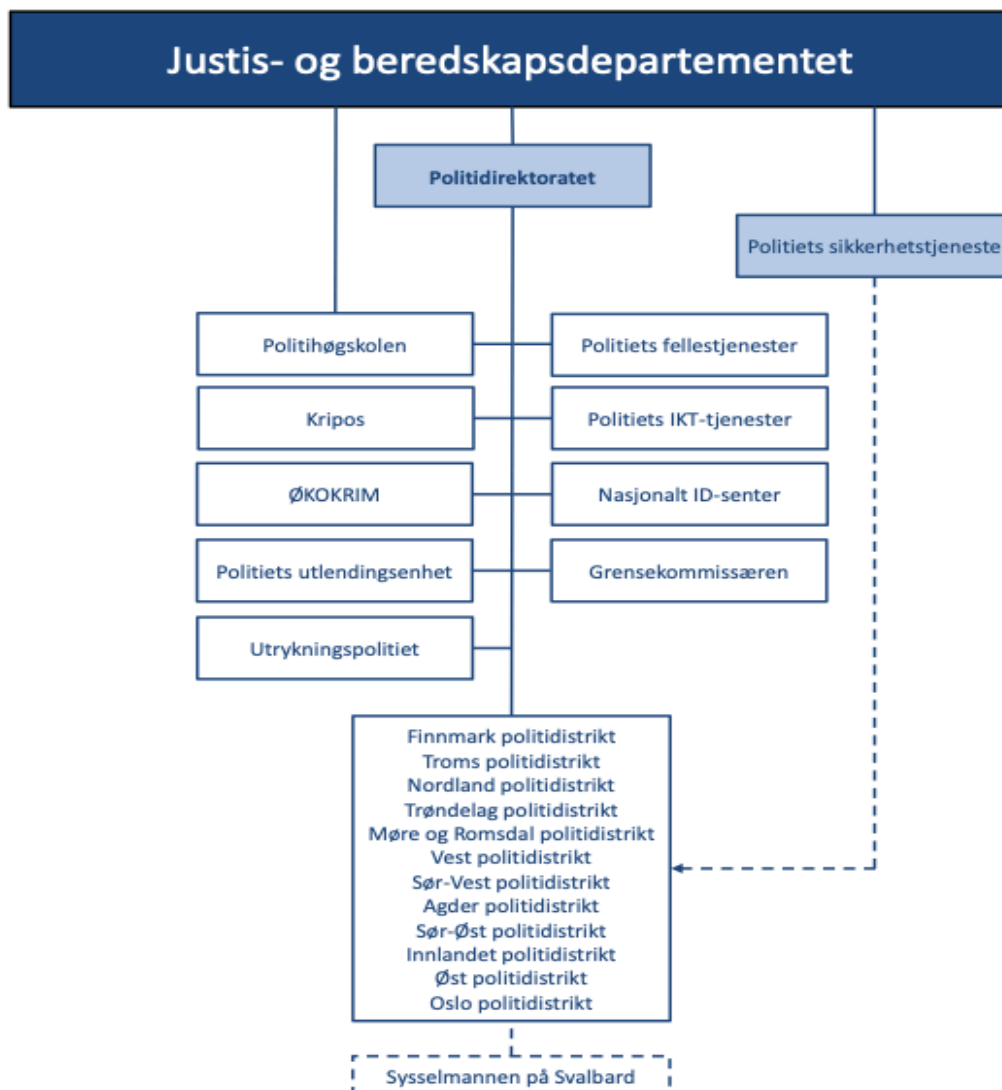 Justis- og beredskapsdepartementet
Politidirektoratet
Politiets sikkerhetstjeneste
Politihøgskolen
Politiets fellestjenester
Kripos
Politiets IKT-tjenester
ØKOKRIM
Nasjonalt ID-senter
Politiets utlendingsenhet
Grensekommissæren
Utrykningspolitiet
Finnmark politidistrikt
Troms politidistrikt
Nordland politidistrikt
Trøndelag politidistrikt
Møre og Romsdal politidistrikt
Vest politidistrikt
Sør-Vest politidistrikt
Agder politidistrikt
Sør-Øst politidistrikt
Innlandet politidistrikt
Øst politidistrikt
Oslo politidistrikt
Sysselmannen på Svalbard